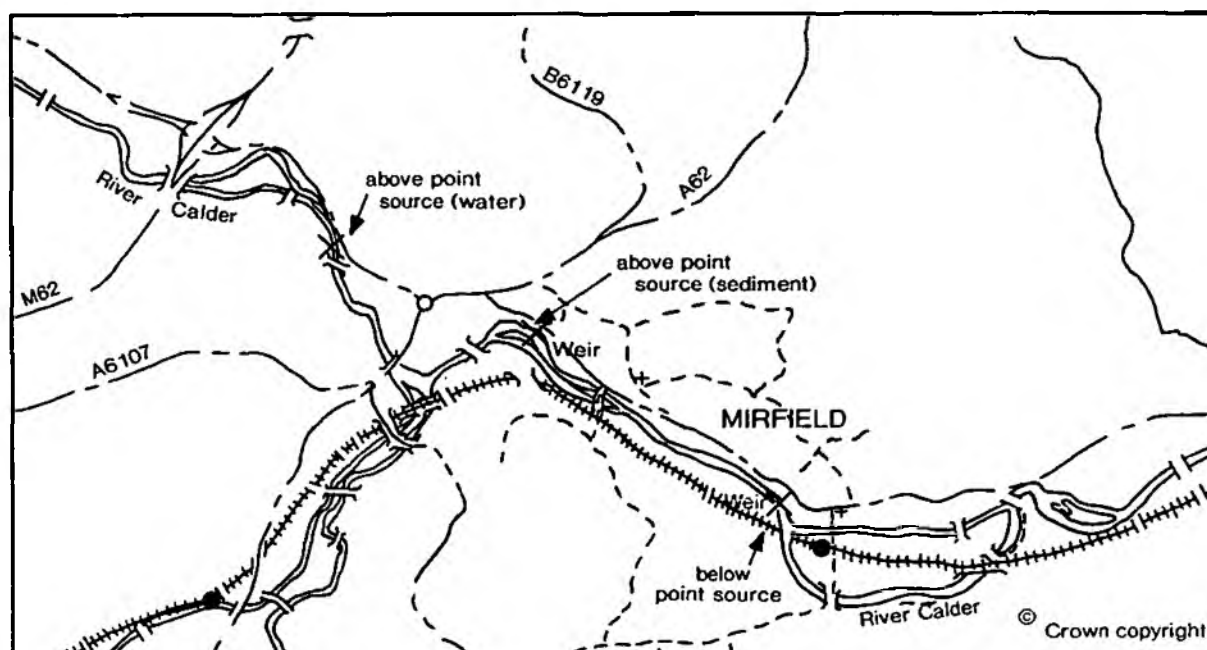 B6119
A62
above point
source (water)
River
Calder
above point
source (sediment)
M62
Weir
A6107
MIRFIELD
Weir
below
point source
River Calder
© Crown copyright